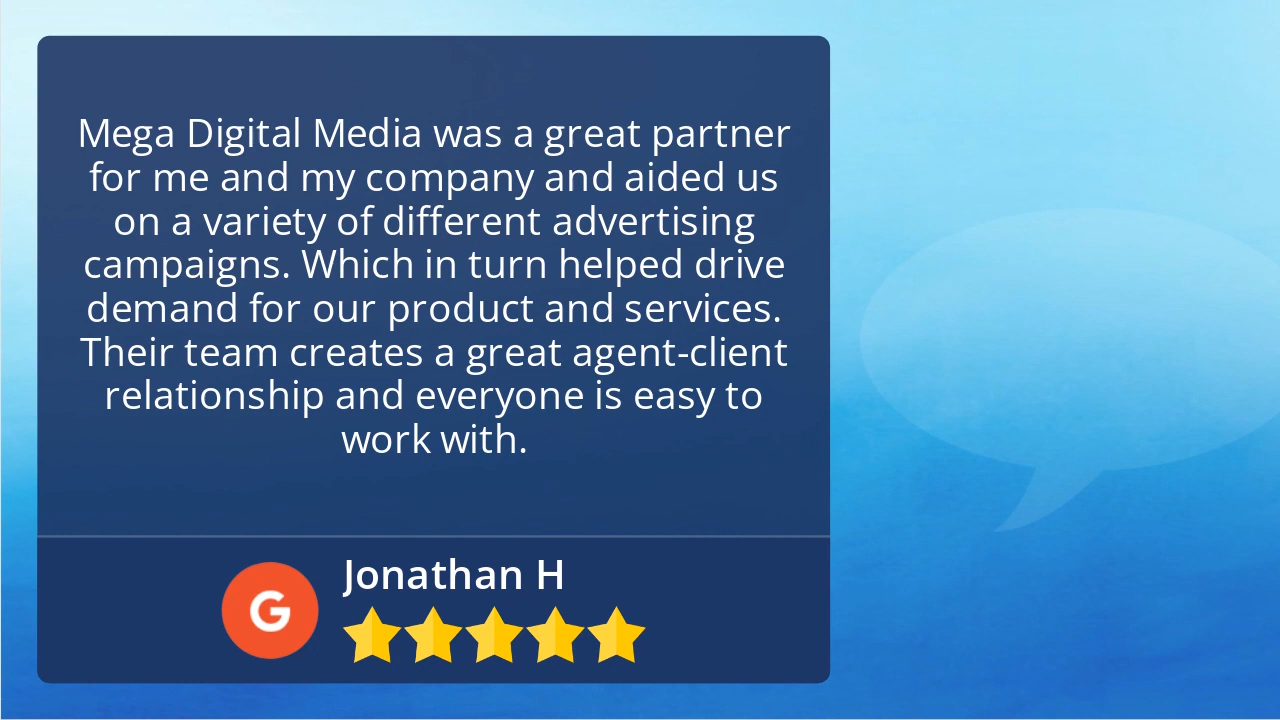 Mega Digital Media was a great partner
for me and my company and aided us
on a variety of different advertising
campaigns. Which in turn helped drive
demand for our product and services.
Their team creates a great agent-client
relationship and everyone is easy to
work with.
G
Jonathan H